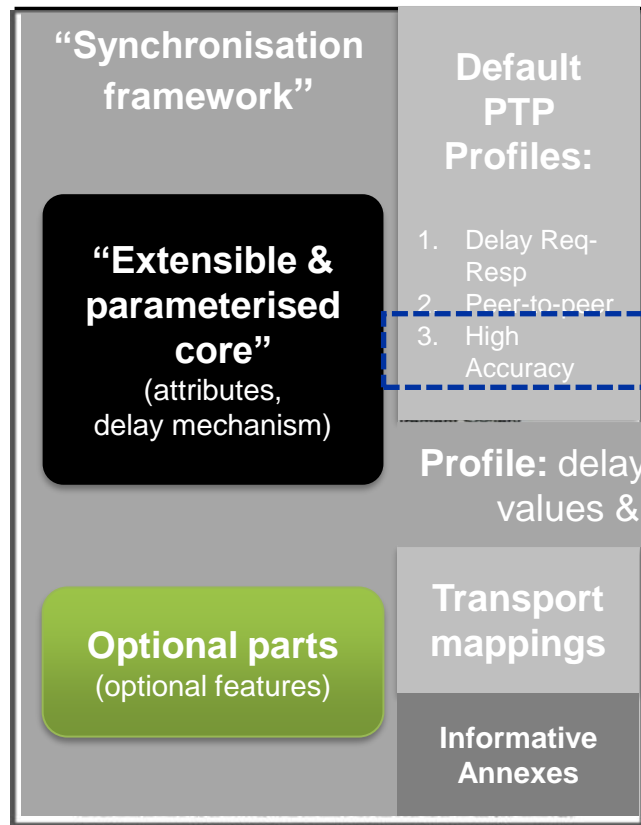 “Synchronisation
framework”
“Extensible &
parameterised
core”
(attributes,
delay mechanism)
Optional parts
(optional features)
Default
PTP
Profiles:
1. Delay Req-
Resp
2. Peer-to-peer
3. High
Accuracy
Profile: delay
values &
Transport
mappings
Informative
Annexes